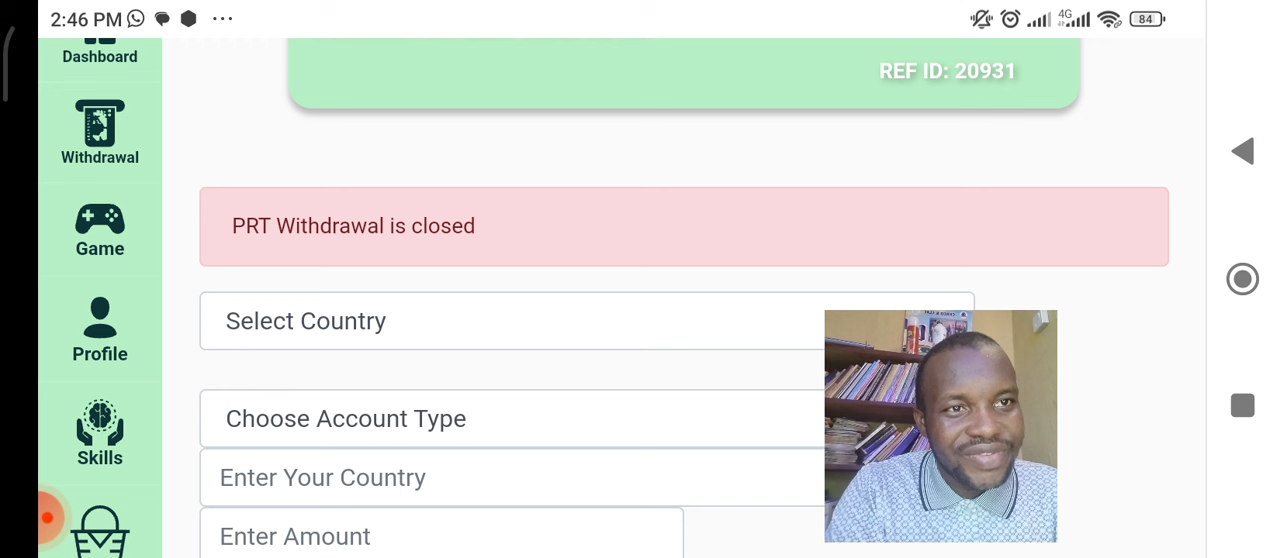 2:46 PM
4G
84
Dashboard
REF ID: 20931
Withdrawal
PRT Withdrawal is closed
Game
Select Country
Profile
Choose Account Type
Skills
Enter Your Country
Enter Amount